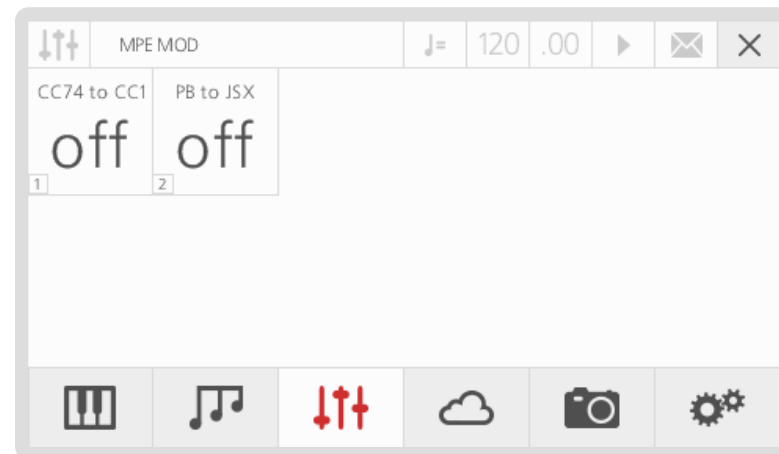 MPE MOD
♩= 120 .00
CC74 to CC1 PB to JSX
off off
1 2